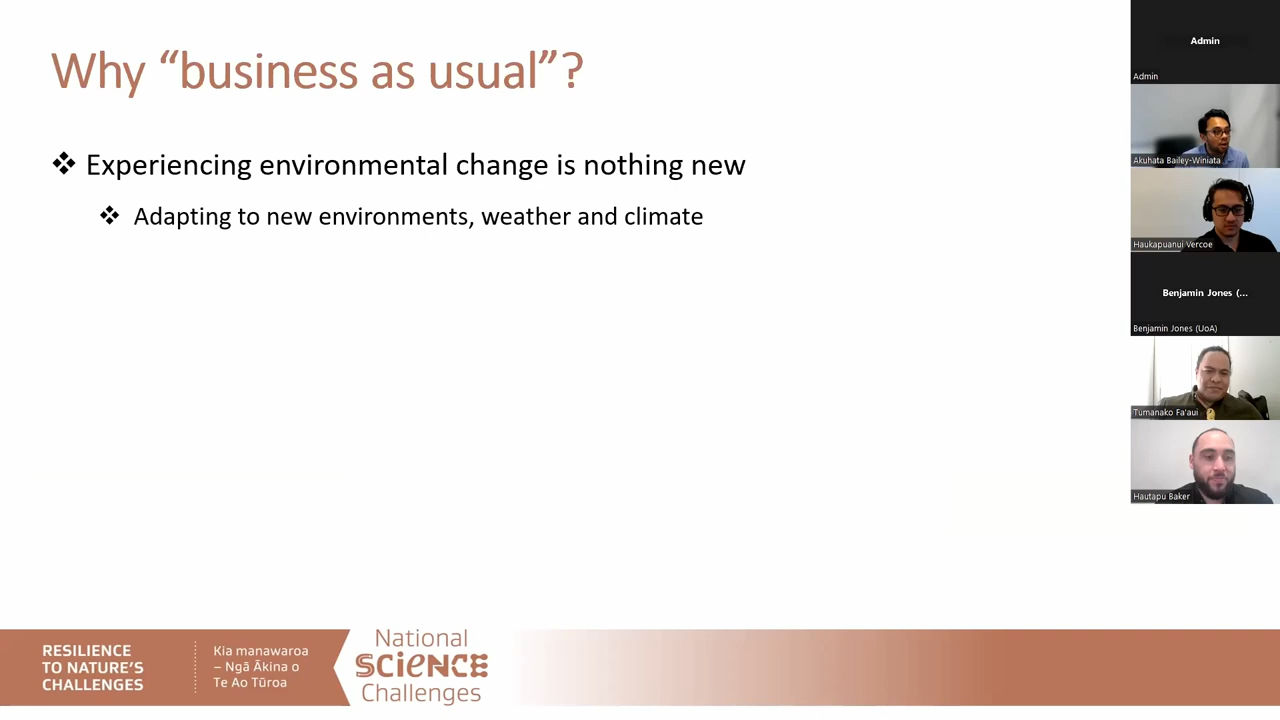 Why “business as usual”?
❖ Experiencing environmental change is nothing new
❖ Adapting to new environments, weather and climate
Admin
Admin
Akuhata Bailey-Winiata
Haukapuanui Vercoe
Benjamin Jones (...
Benjamin Jones (UoA)
Tumanako Fa'aui
Hautapu Baker
RESILIENCE
TO NATURE'S
CHALLENGES
Kia manawaroa
– Ngā Ākina o
Te Ao Tūroa
National
SCIENCE
Challenges